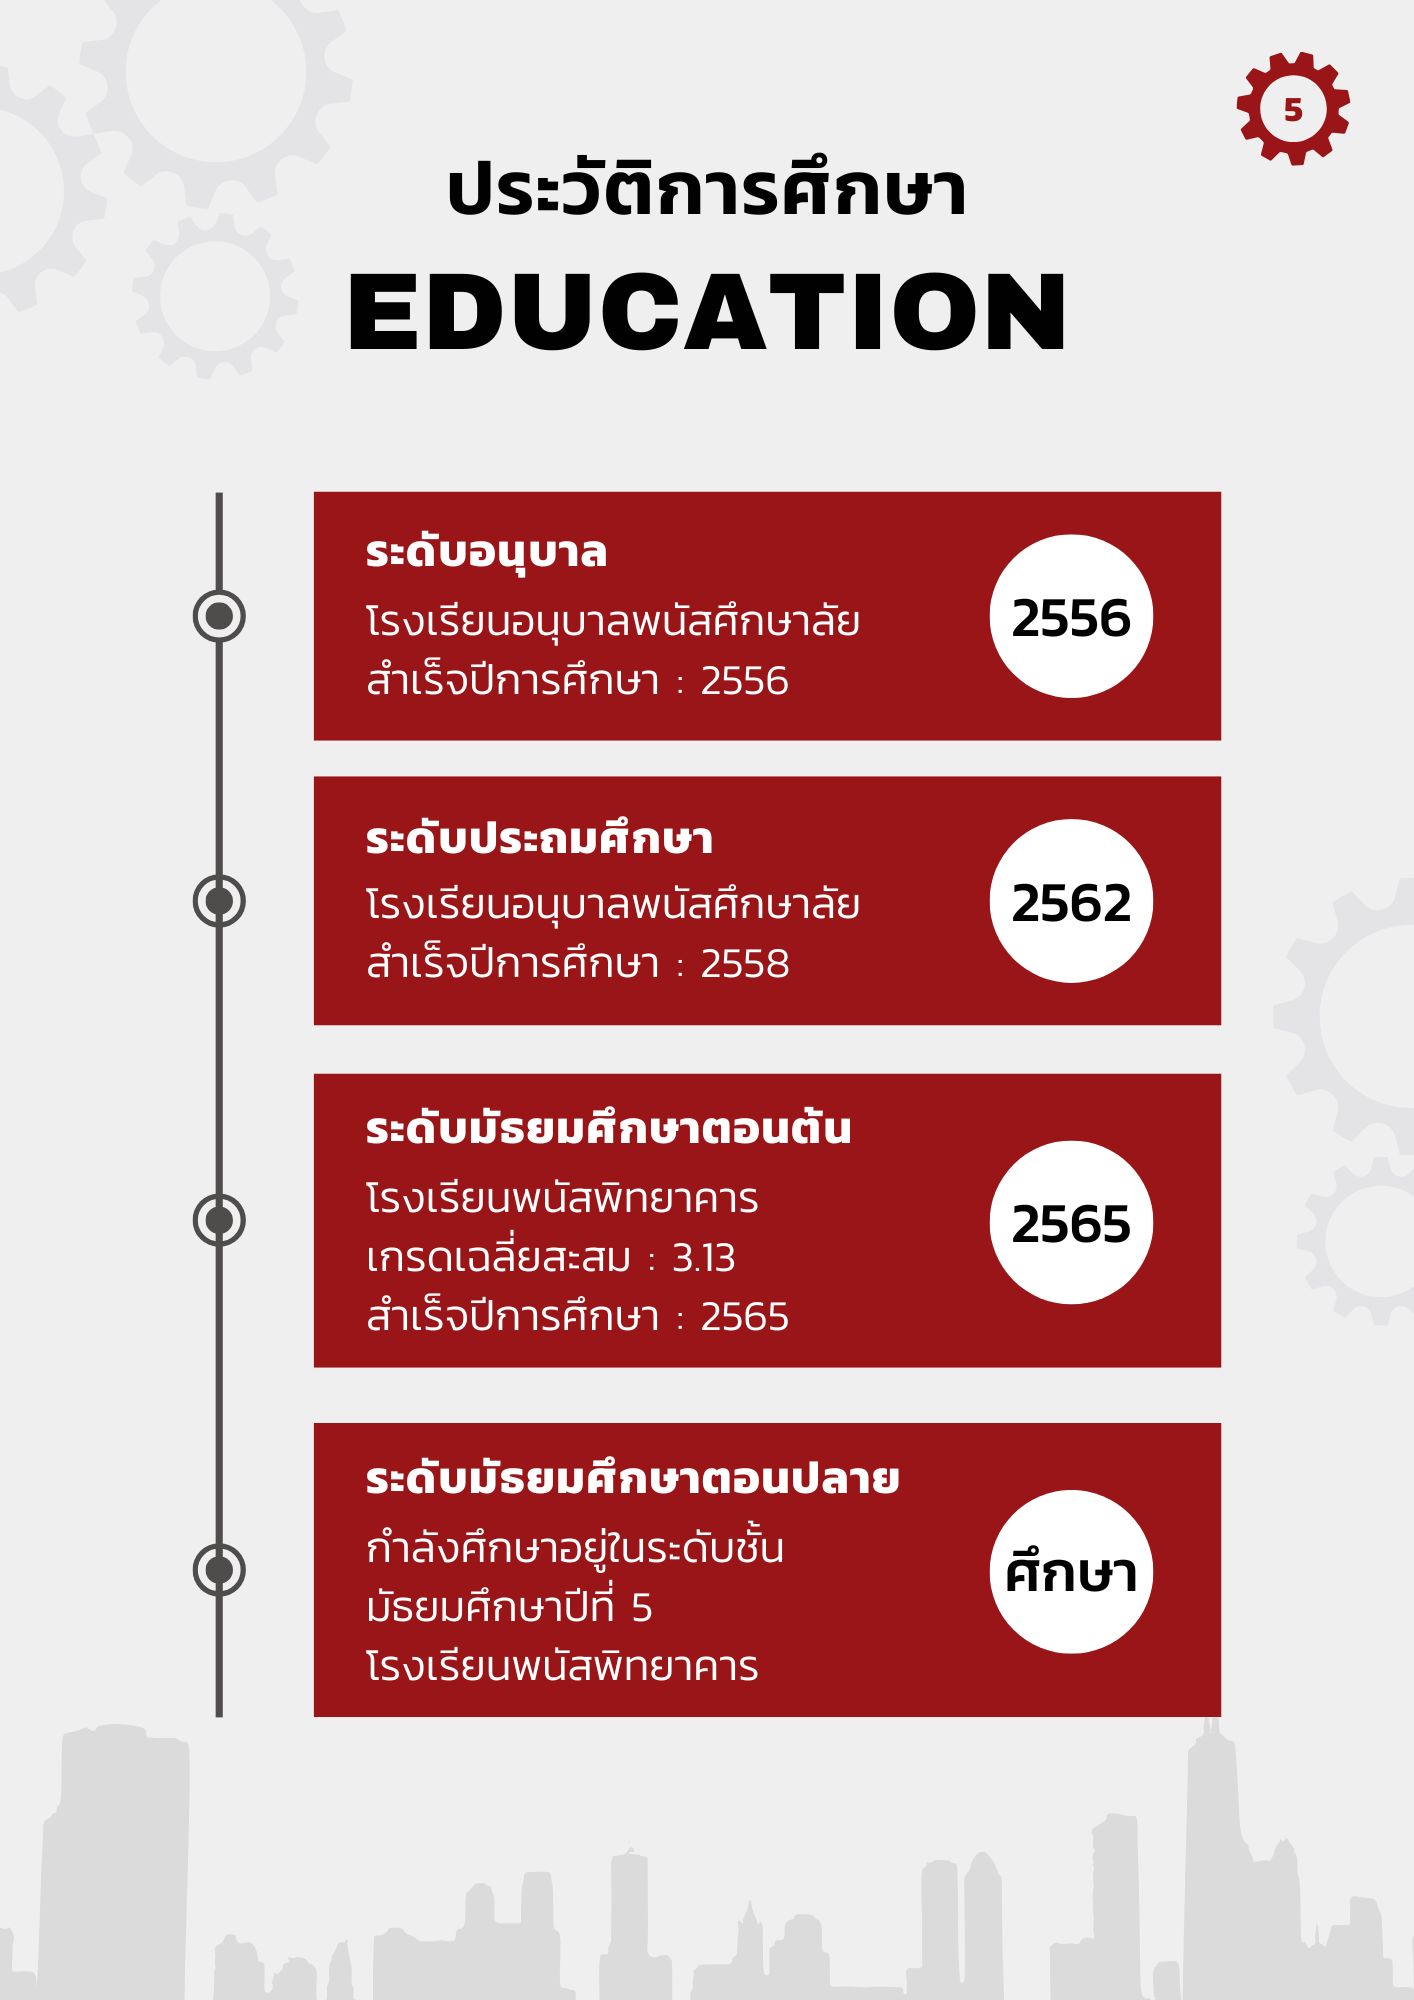 5
ประวัติการศึกษา
EDUCATION
ระดับอนุบาล
โรงเรียนอนุบาลพนัสศึกษาลัย
สำเร็จปีการศึกษา : 2556
2556
ระดับประถมศึกษา
โรงเรียนอนุบาลพนัสศึกษาลัย
สำเร็จปีการศึกษา : 2558
2562
ระดับมัธยมศึกษาตอนต้น
โรงเรียนพนัสพิทยาคาร
เกรดเฉลี่ยสะสม : 3.13
สำเร็จปีการศึกษา : 2565
2565
ระดับมัธยมศึกษาตอนปลาย
กำลังศึกษาอยู่ในระดับชั้น
มัธยมศึกษาปีที่ 5
โรงเรียนพนัสพิทยาคาร
ศึกษา